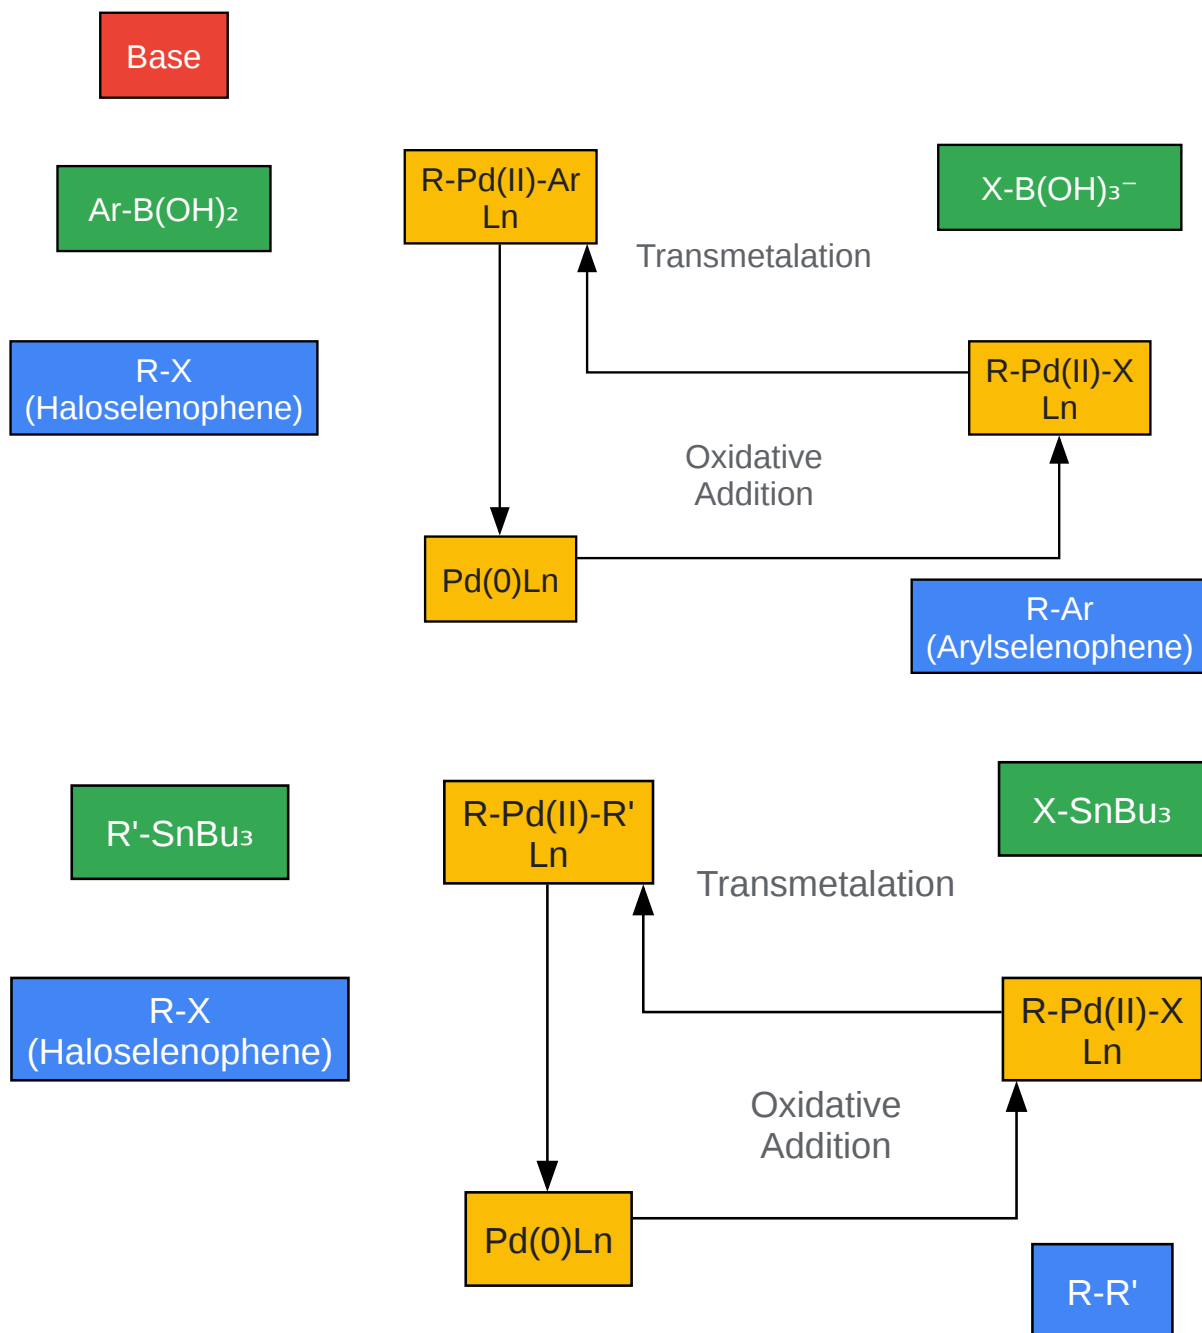 Base
Ar-B(OH)₂
R-Pd(II)-Ar
Ln
X-B(OH)₃⁻
Transmetalation
R-X
(Haloselenophene)
R-Pd(II)-X
Ln
Oxidative
Addition
Pd(0)Ln
R-Ar
(Arylselenophene)
R'-SnBu₃
R-Pd(II)-R'
Ln
X-SnBu₃
Transmetalation
R-X
(Haloselenophene)
R-Pd(II)-X
Ln
Oxidative
Addition
Pd(0)Ln
R-R'